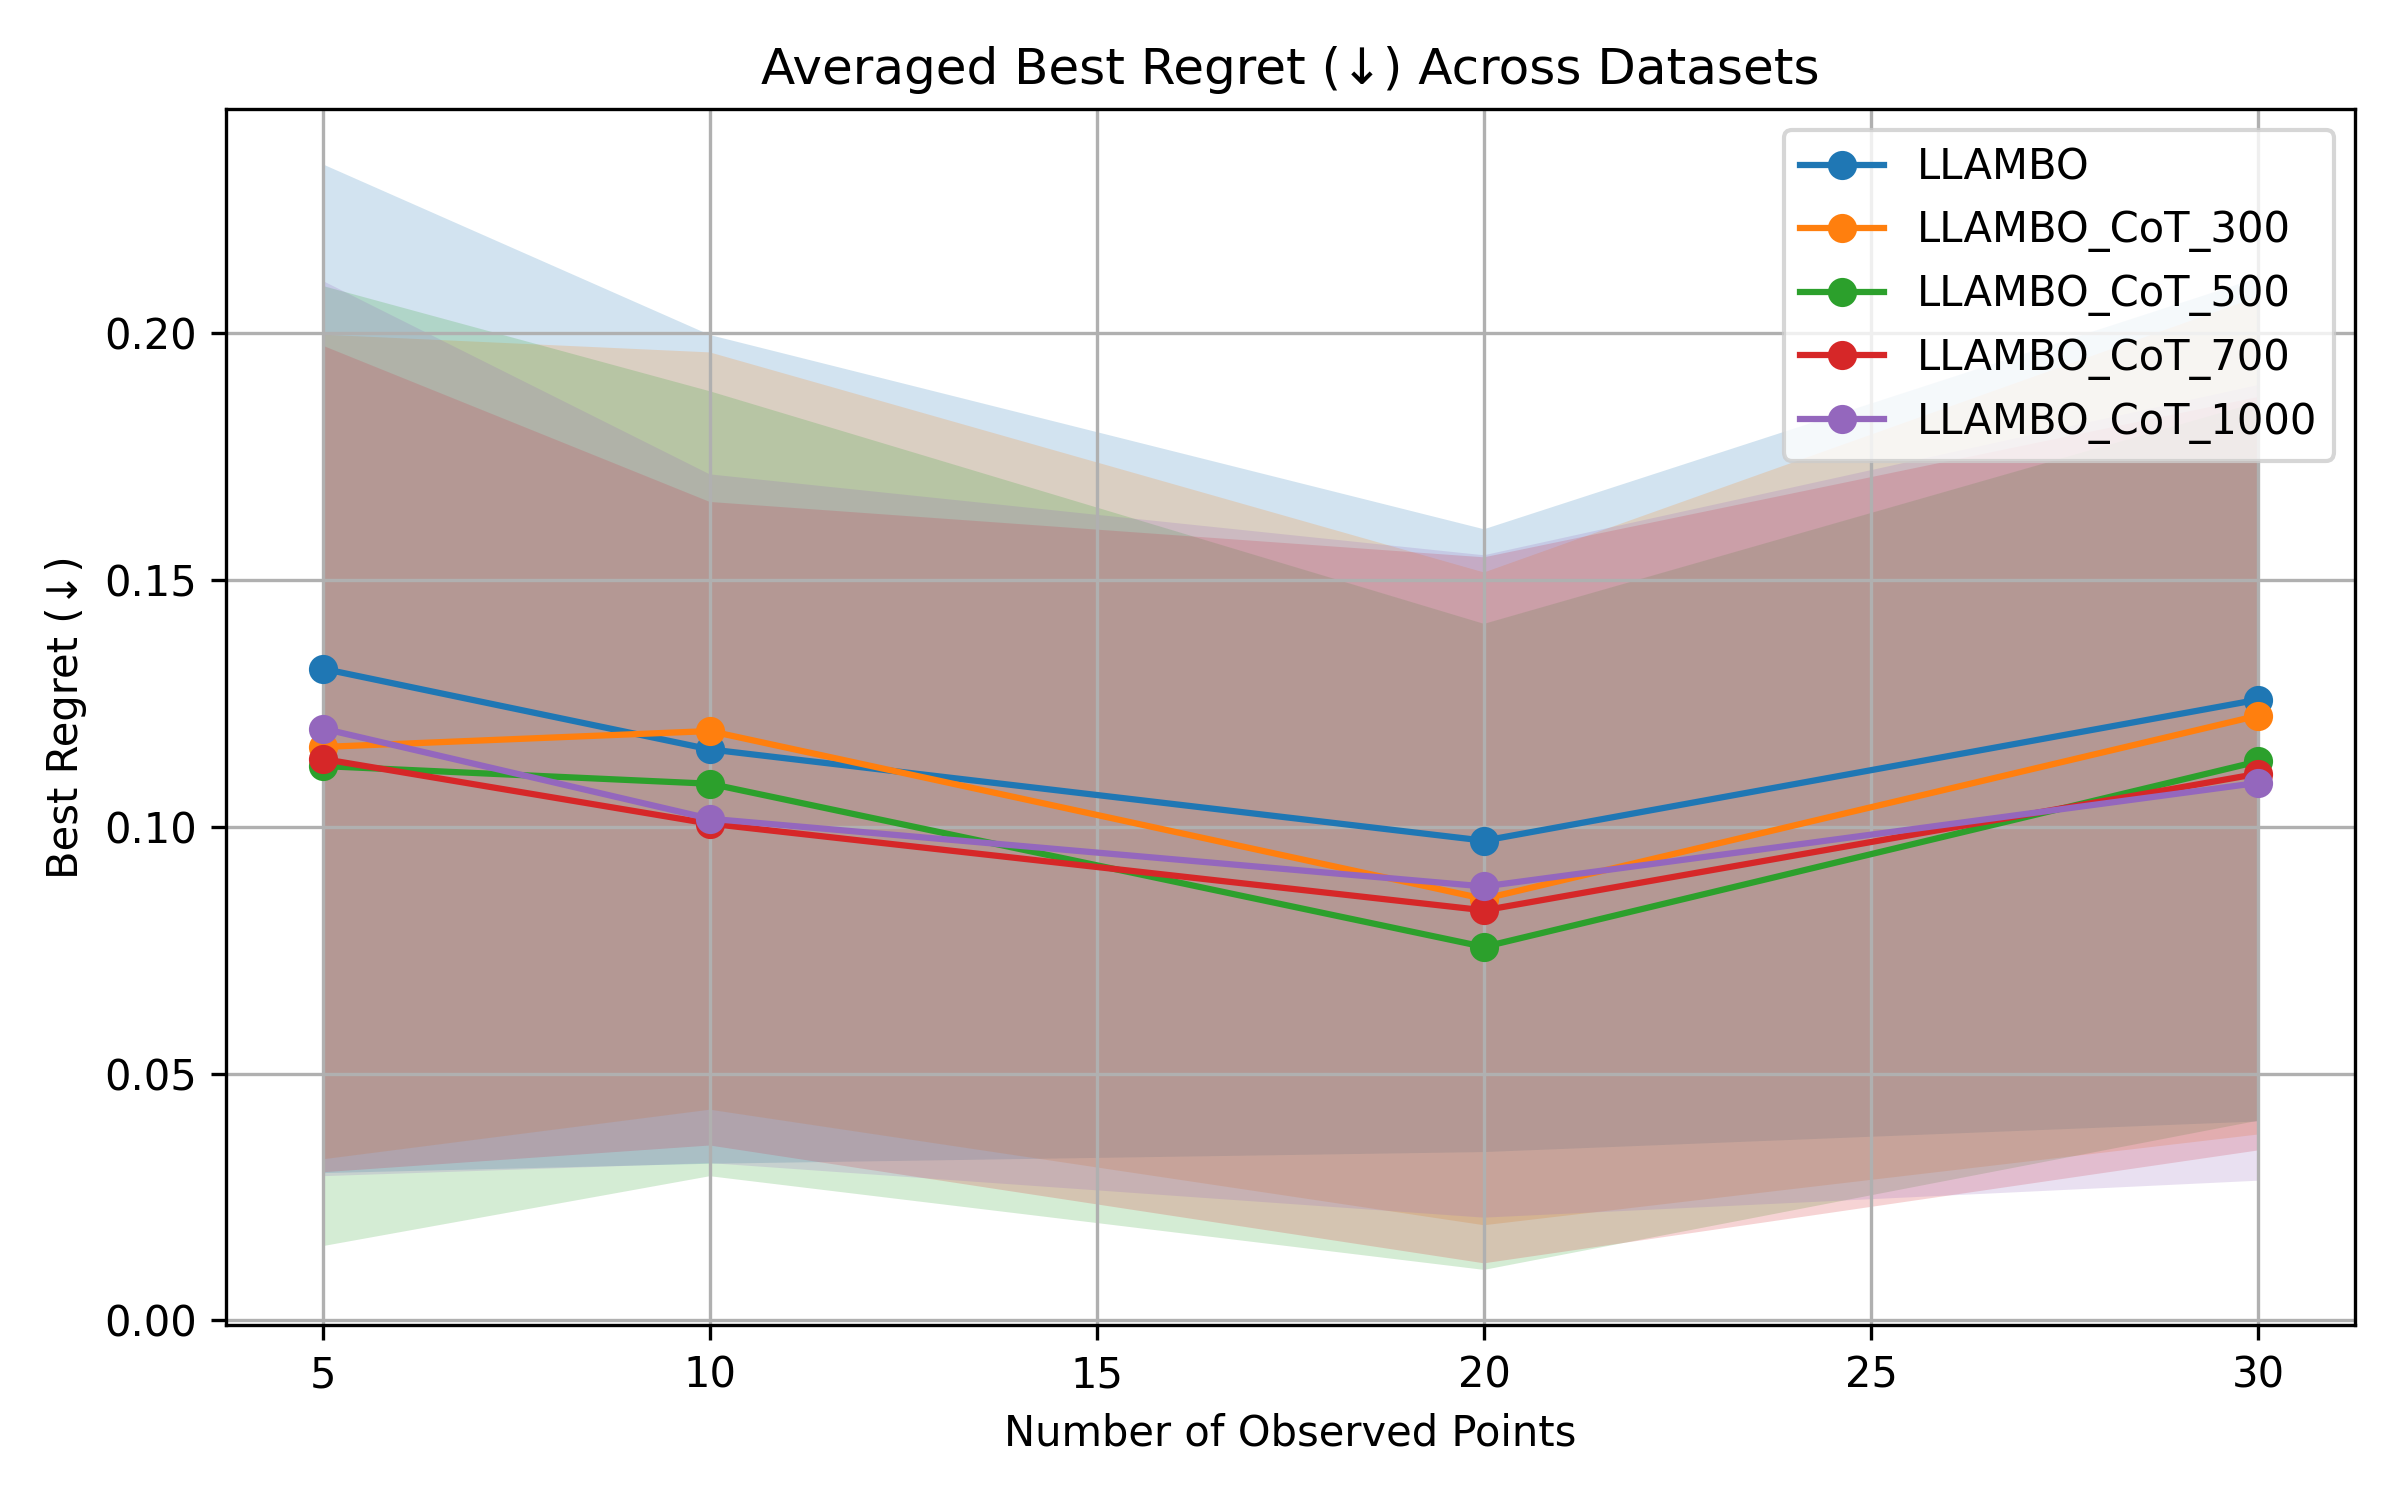 Averaged Best Regret (↓) Across Datasets
LLAMBO
LLAMBO_CoT_300
LLAMBO_CoT_500
LLAMBO_CoT_700
LLAMBO_CoT_1000
Best Regret (↓)
0.20
0.15
0.10
0.05
0.00
5
10
15
20
25
30
Number of Observed Points